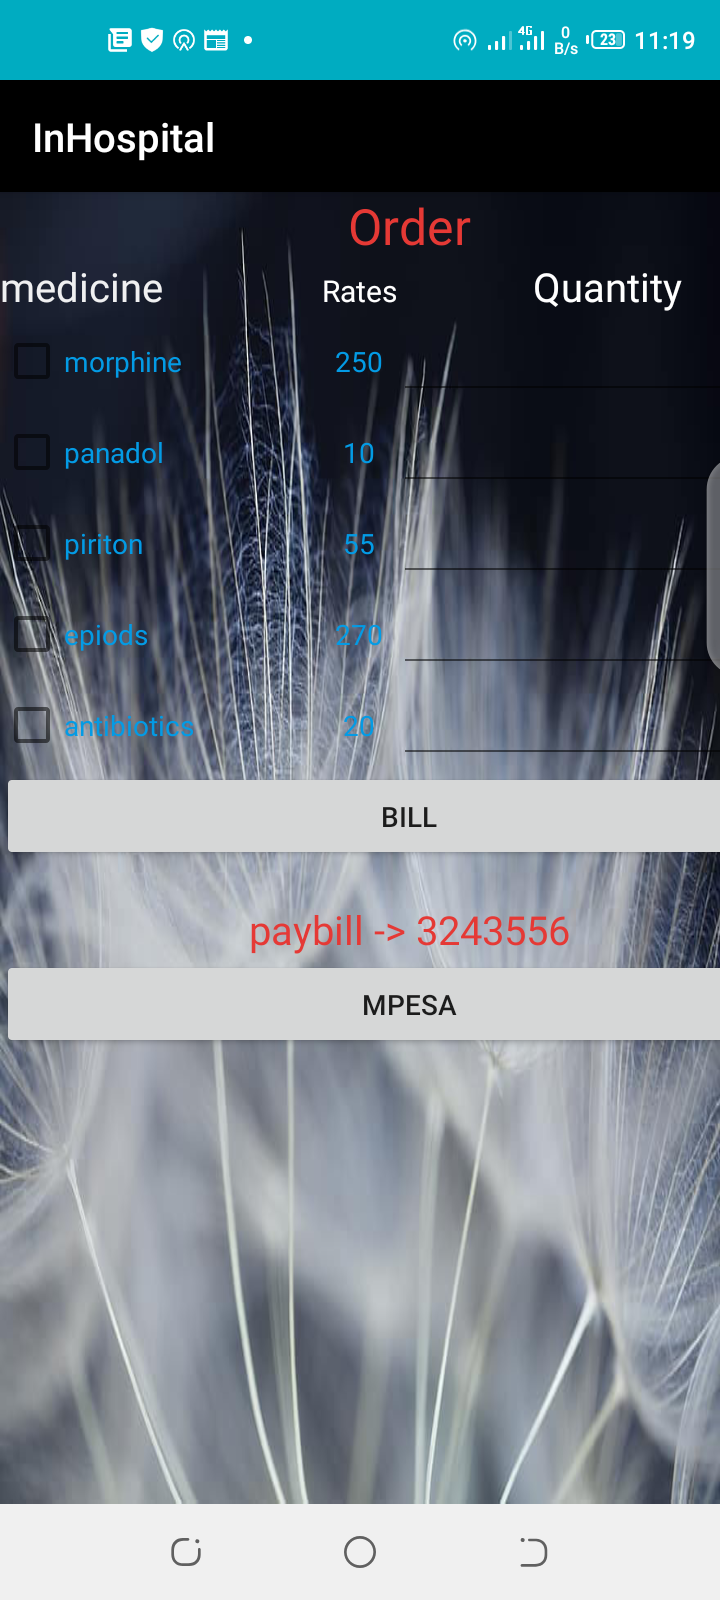 4G 0 B/s 23 11:19
InHospital
Order
medicine Rates Quantity
morphine 250
panadol 10
piriton 55
epiods 270
antibiotics 20
BILL
paybill -> 3243556
MPESA